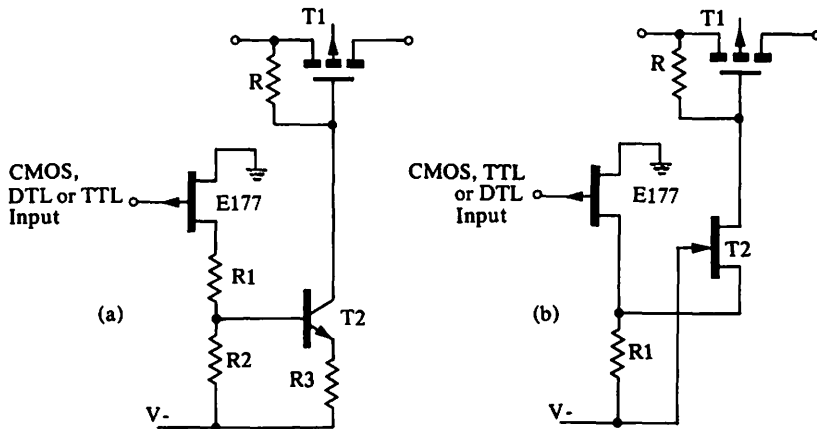 T1
R
CMOS,
DTL or TTL
Input
E177
R1
(a)
T2
R2
R3
V-
T1
R
CMOS, TTL
or DTL
Input
E177
T2
(b)
R1
V-